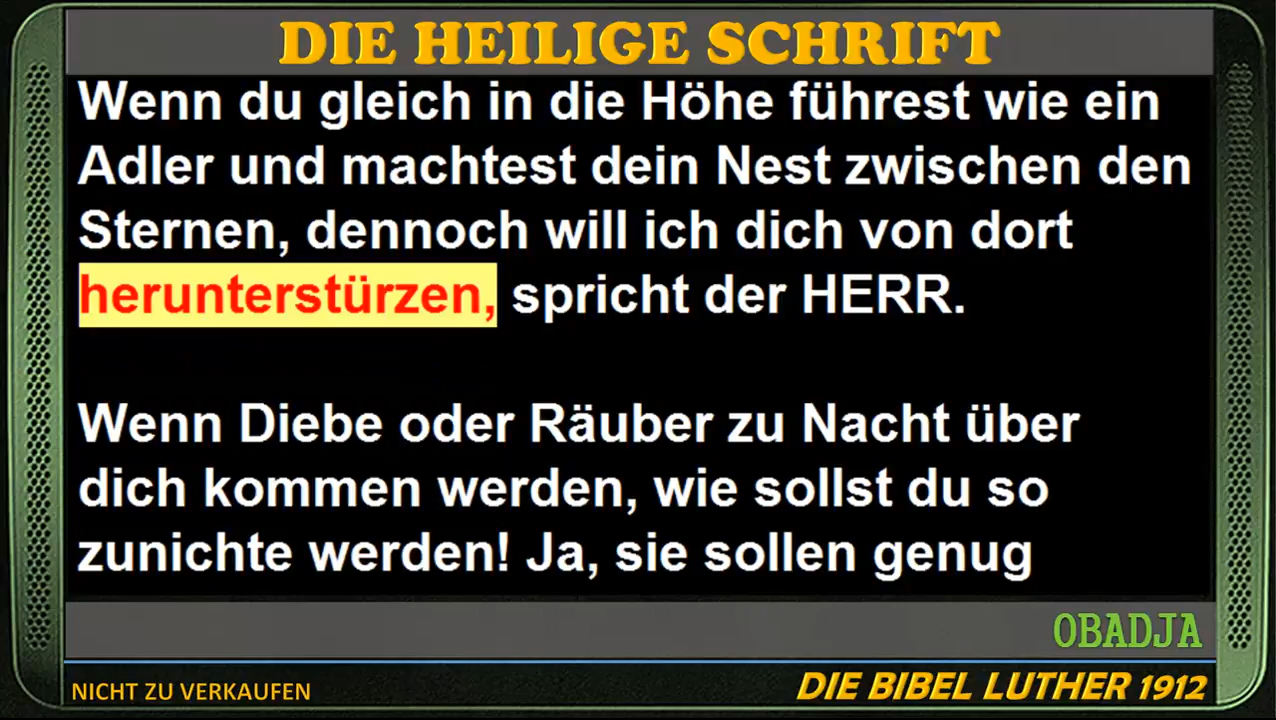 DIE HEILIGE SCHRIFT
Wenn du gleich in die Höhe führest wie ein
Adler und machtest dein Nest zwischen den
Sternen, dennoch will ich dich von dort
herunterstürzen, spricht der HERR.
Wenn Diebe oder Räuber zu Nacht über
dich kommen werden, wie sollst du so
zunichte werden! Ja, sie sollen genug
OBADJA
NICHT ZU VERKAUFEN
DIE BIBEL LUTHER 1912